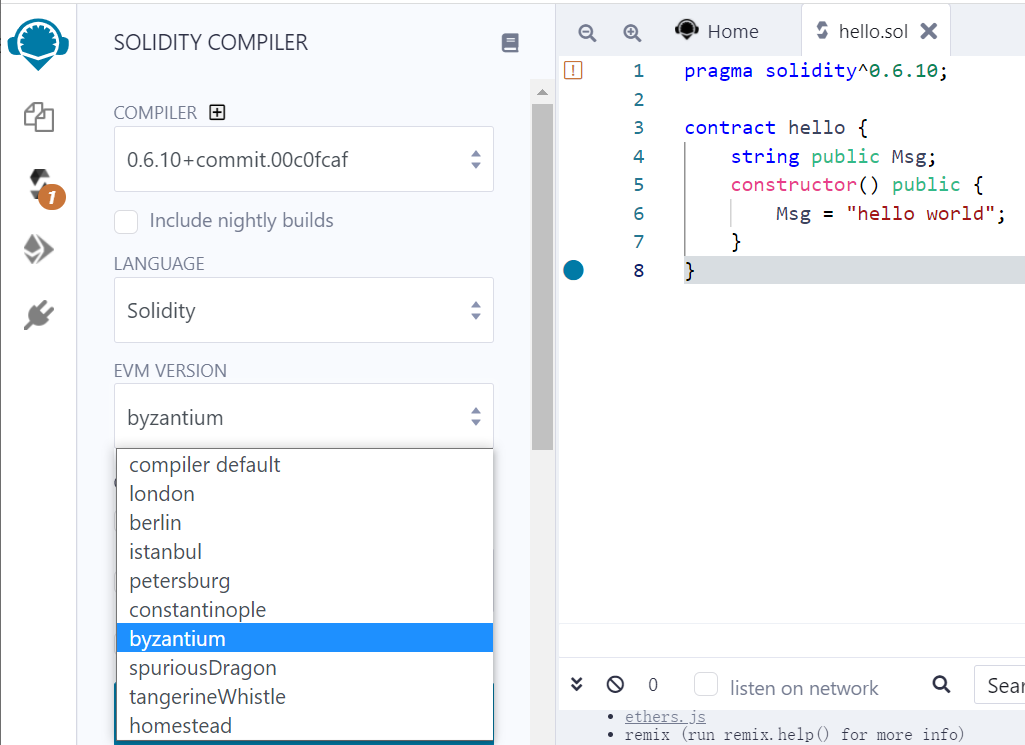 SOLIDITY COMPILER
COMPILER
0.6.10+commit.00c0fcaf
Include nightly builds
LANGUAGE
Solidity
EVM VERSION
byzantium
compiler default
london
berlin
istanbul
petersburg
constantinople
byzantium
spuriousDragon
tangerineWhistle
homestead
1
Home
hello.sol
1 pragma solidity^0.6.10;
2
3 contract hello {
4 string public Msg;
5 constructor() public {
6 Msg = "hello world";
7 }
8 }
0 listen on network Sear
ethers.js
remix (run remix.help() for more info)